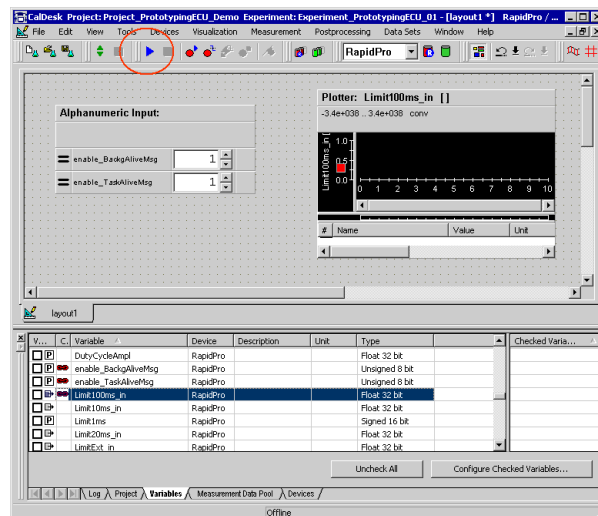 CalDesk Project: Project_PrototypingECU_Demo Experiment: Experiment_PrototypingECU_01 - [layout1 *] RapidPro / ...
File Edit View Tools Devices Visualization Measurement Postprocessing Data Sets Window Help
RapidPro
Alphanumeric Input:
enable_BackgAliveMsg 1
enable_TaskAliveMsg 1
Plotter: Limit100ms_in []
-3.4e+038 .. 3.4e+038 conv
Limit100ms_in [
1.0
0.5
0.0
0 1 2 3 4 5 6 7 8 9 10
# Name Value Unit
layout1
V... C. Variable Device Description Unit Type Checked Varia...
P DutyCycleAmpl RapidPro Float 32 bit
P enable_BackgAliveMsg RapidPro Unsigned 8 bit
P enable_TaskAliveMsg RapidPro Unsigned 8 bit
Limit100ms_in RapidPro Float 32 bit
Limit10ms_in RapidPro Float 32 bit
P Limit1ms RapidPro Signed 16 bit
Limit20ms_in RapidPro Float 32 bit
LimitExt_in RapidPro Float 32 bit
Uncheck All Configure Checked Variables...
Log Project Variables Measurement Data Pool Devices
Offline